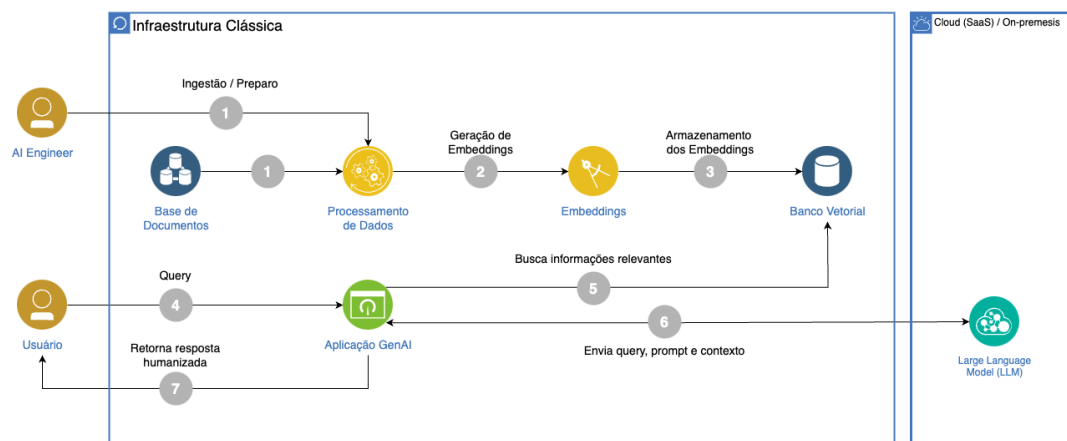 Infraestrutura Clássica
Cloud (SaaS) / On-premesis
Ingestão / Preparo
1
AI Engineer
Geração de
Embeddings
Armazenamento
dos Embeddings
1
2
3
Base de
Documentos
Processamento
de Dados
Embeddings
Banco Vetorial
Busca informações relevantes
Query
5
4
6
Usuário
Aplicação GenAI
Retorna resposta
humanizada
Envia query, prompt e contexto
Large Language
Model (LLM)
7